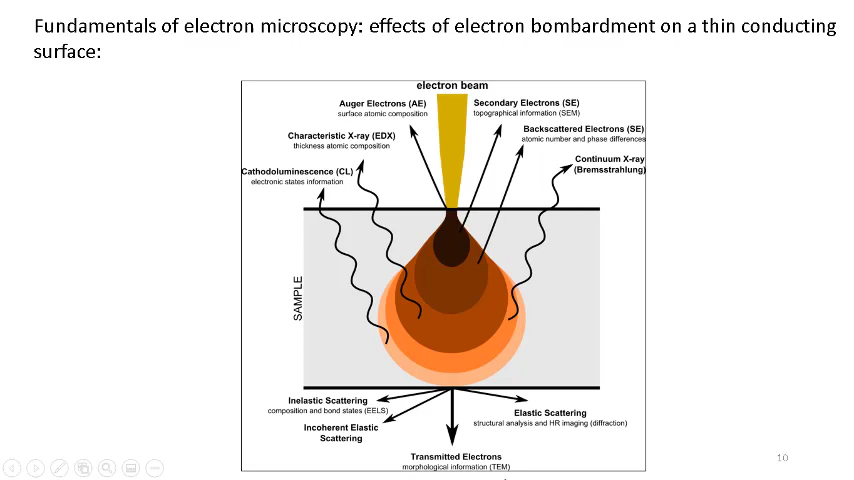 Fundamentals of electron microscopy: effects of electron bombardment on a thin conducting
surface:
electron beam
Auger Electrons (AE)
surface atomic composition
Secondary Electrons (SE)
topographical information (SEM)
Characteristic X-ray (EDX)
thickness atomic composition
Backscattered Electrons (SE)
atomic number and phase differences
Cathodoluminescence (CL)
electronic states information
Continuum X-ray
(Bremsstrahlung)
SAMPLE
Inelastic Scattering
composition and bond states (EELS)
Incoherent Elastic
Scattering
Elastic Scattering
structural analysis and HR imaging (diffraction)
Transmitted Electrons
morphological information (TEM)
10